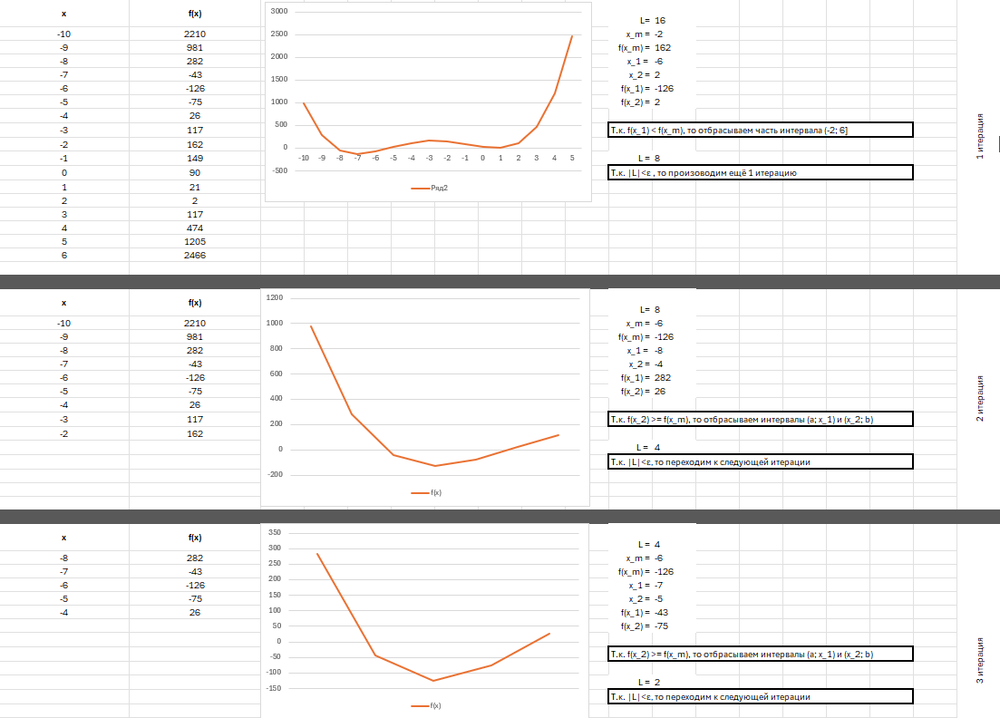 x f(x)
-10 2210
-9 981
-8 282
-7 -43
-6 -126
-5 -75
-4 26
-3 117
-2 162
-1 149
0 90
1 21
2 2
3 117
4 474
5 1205
6 2466
3000
2500
2000
1500
1000
500
0
-500
-10 -9 -8 -7 -6 -5 -4 -3 -2 -1 0 1 2 3 4 5
Ряд2
L= 16
x_m = -2
f(x_m) = 162
x_1 = -6
x_2 = 2
f(x_1) = -126
f(x_2) = 2
Т.к. f(x_1) < f(x_m), то отбрасываем часть интервала (-2; 6]
L = 8
Т.к. |L|<ε , то произоводим ещё 1 итерацию
1 итерация
x f(x)
-10 2210
-9 981
-8 282
-7 -43
-6 -126
-5 -75
-4 26
-3 117
-2 162
1200
1000
800
600
400
200
0
-200
f(x)
L= 8
x_m = -6
f(x_m) = -126
x_1 = -8
x_2 = -4
f(x_1) = 282
f(x_2) = 26
Т.к. f(x_2) >= f(x_m), то отбрасываем интервалы (a; x_1) и (x_2; b)
L = 4
Т.к. |L|<ε, то переходим к следующей итерации
2 итерация
x f(x)
-8 282
-7 -43
-6 -126
-5 -75
-4 26
350
300
250
200
150
100
50
0
-50
-100
-150
f(x)
L = 4
x_m = -6
f(x_m) = -126
x_1 = -7
x_2 = -5
f(x_1) = -43
f(x_2) = -75
Т.к. f(x_2) >= f(x_m), то отбрасываем интервалы (a; x_1) и (x_2; b)
L = 2
Т.к. |L|<ε, то переходим к следующей итерации
3 итерация